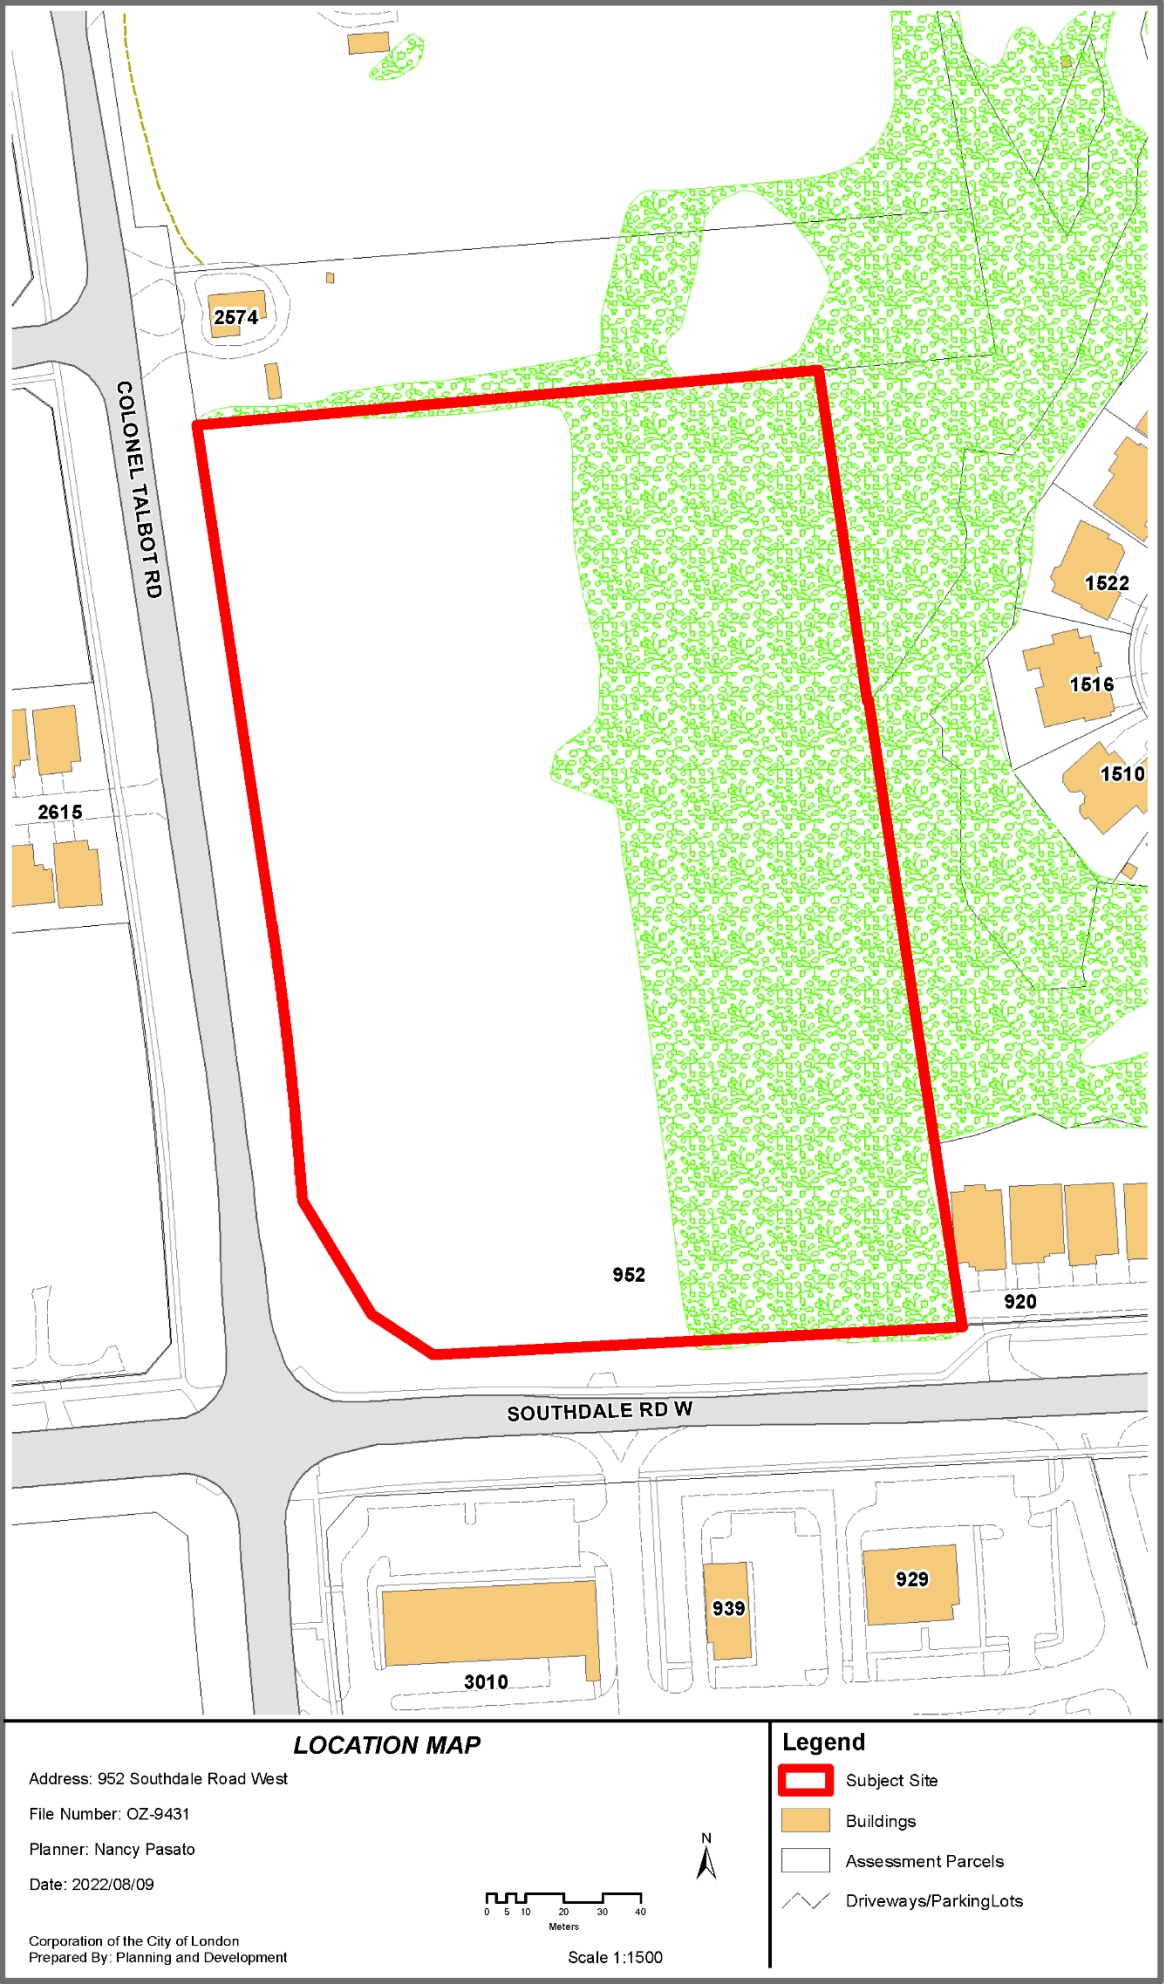 2574
COLONEL TALBOT RD
1522
1516
1510
2615
952
920
SOUTHDALE RD W
929
939
3010
LOCATION MAP
Address: 952 Southdale Road West
File Number: OZ-9431
Planner: Nancy Pasato
Date: 2022/08/09
Corporation of the City of London
Prepared By: Planning and Development
N
0 5 10 20 30 40
Meters
Scale 1:1500
Legend
Subject Site
Buildings
Assessment Parcels
Driveways/ParkingLots